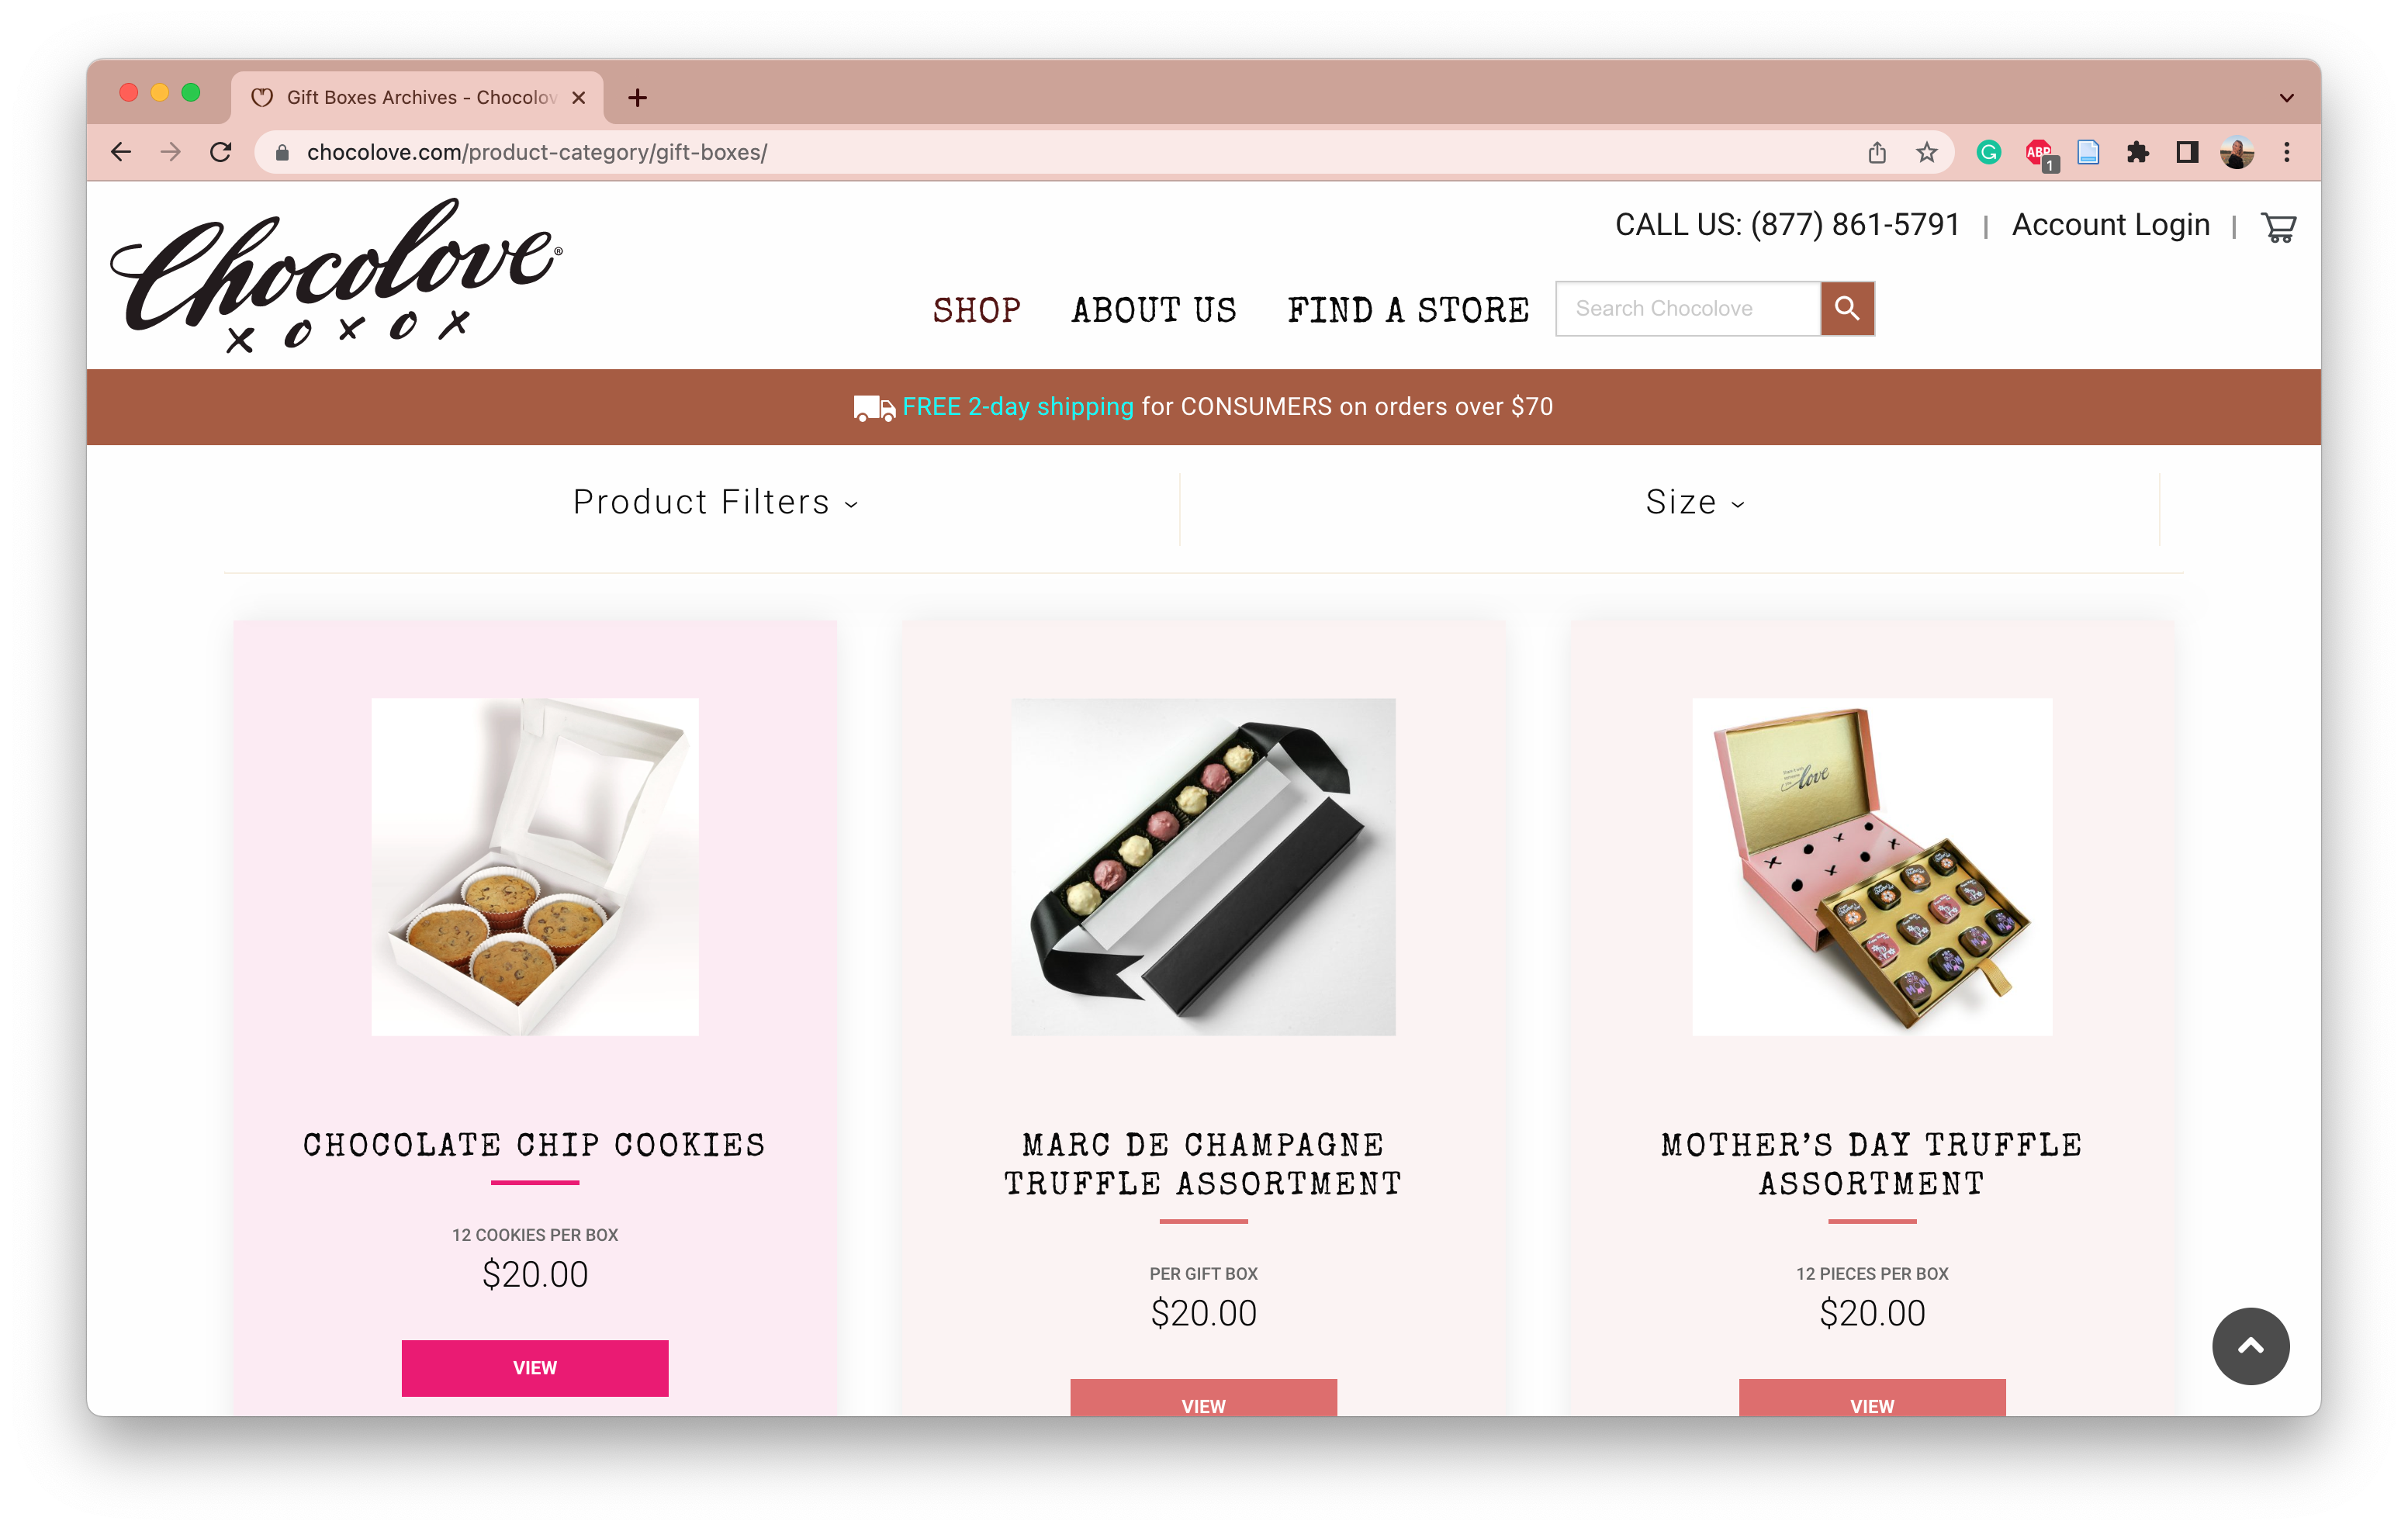 Gift Boxes Archives - Chocolov
chocolove.com/product-category/gift-boxes/
ABP
1
Chocolove®
xoxox
CALL US: (877) 861-5791 | Account Login |
SHOP ABOUT US FIND A STORE Search Chocolove
FREE 2-day shipping for CONSUMERS on orders over $70
Product Filters Size
love
CHOCOLATE CHIP COOKIES
12 COOKIES PER BOX
$20.00
VIEW
MARC DE CHAMPAGNE
TRUFFLE ASSORTMENT
PER GIFT BOX
$20.00
VIEW
MOTHER’S DAY TRUFFLE
ASSORTMENT
12 PIECES PER BOX
$20.00
VIEW